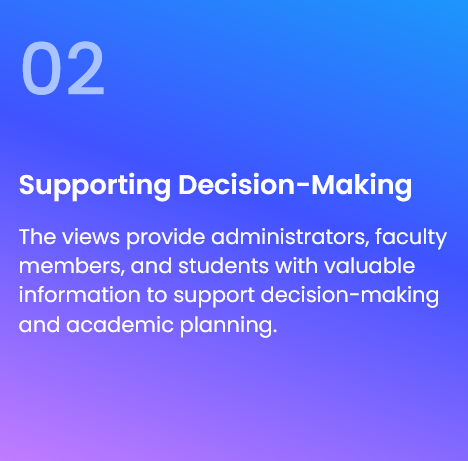 02
Supporting Decision-Making
The views provide administrators, faculty
members, and students with valuable
information to support decision-making
and academic planning.